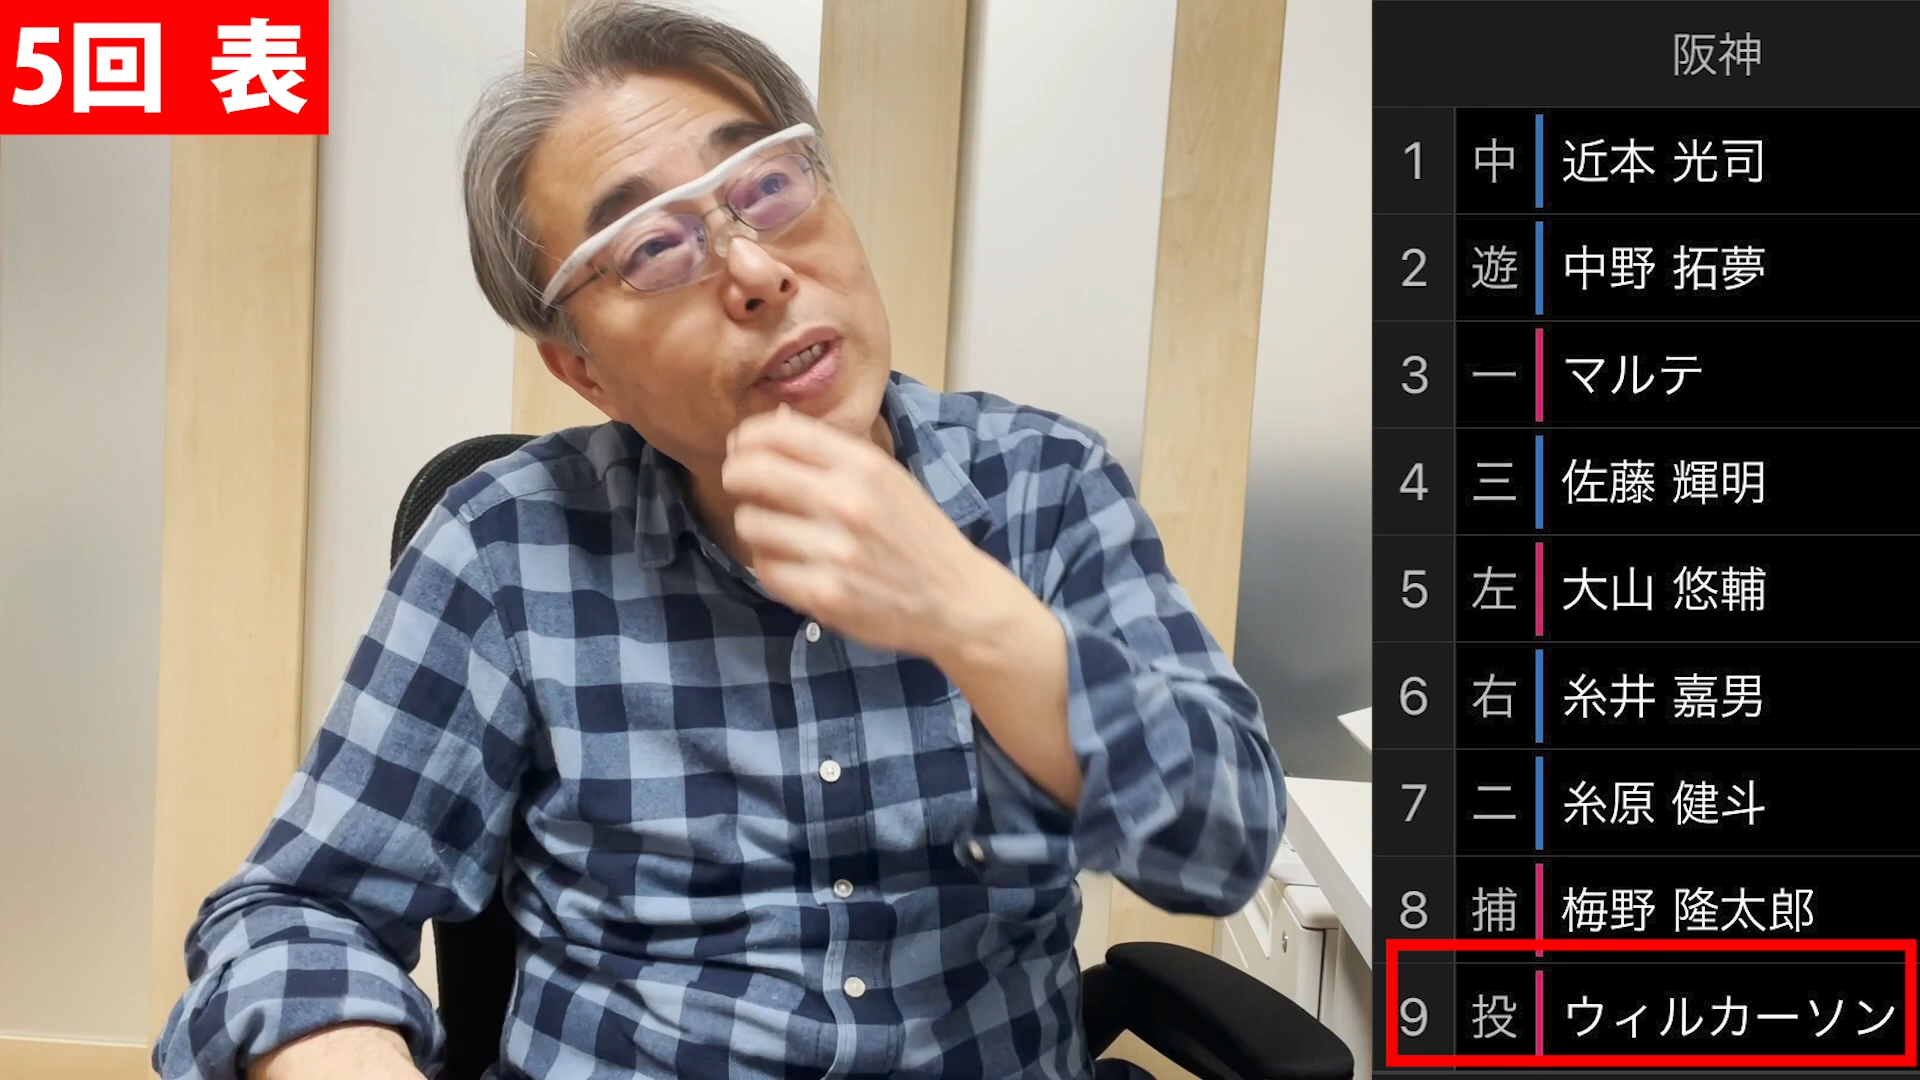 5回 表
阪神
1 中 近本 光司
2 遊 中野 拓夢
3 一 マルテ
4 三 佐藤 輝明
5 左 大山 悠輔
6 右 糸井 嘉男
7 二 糸原 健斗
8 捕 梅野 隆太郎
9 投 ウィルカーソン